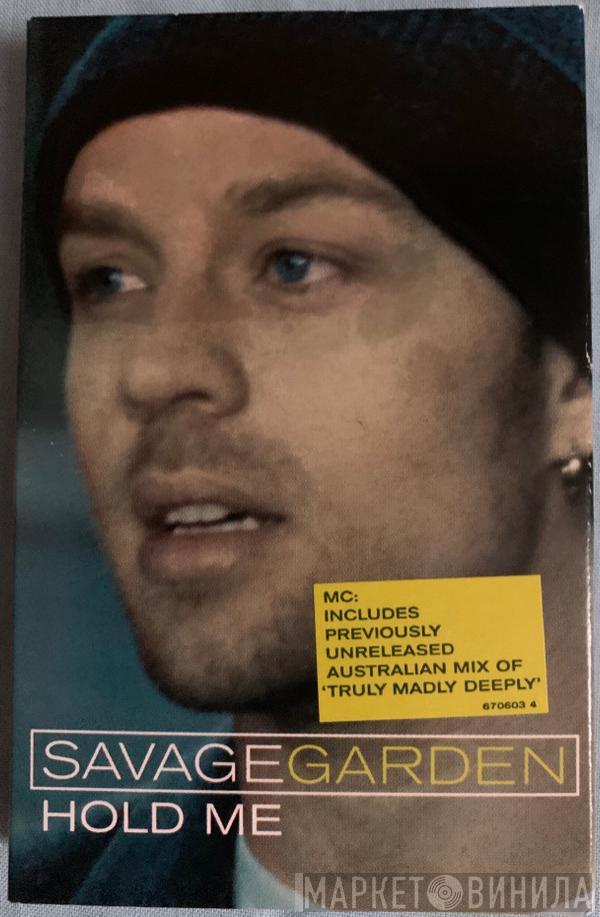 MC:
INCLUDES
PREVIOUSLY
UNRELEASED
AUSTRALIAN MIX OF
'TRULY MADLY DEEPLY'
670603 4
SAVAGEGARDEN
HOLD ME
МАРКЕТ ВИНИЛА